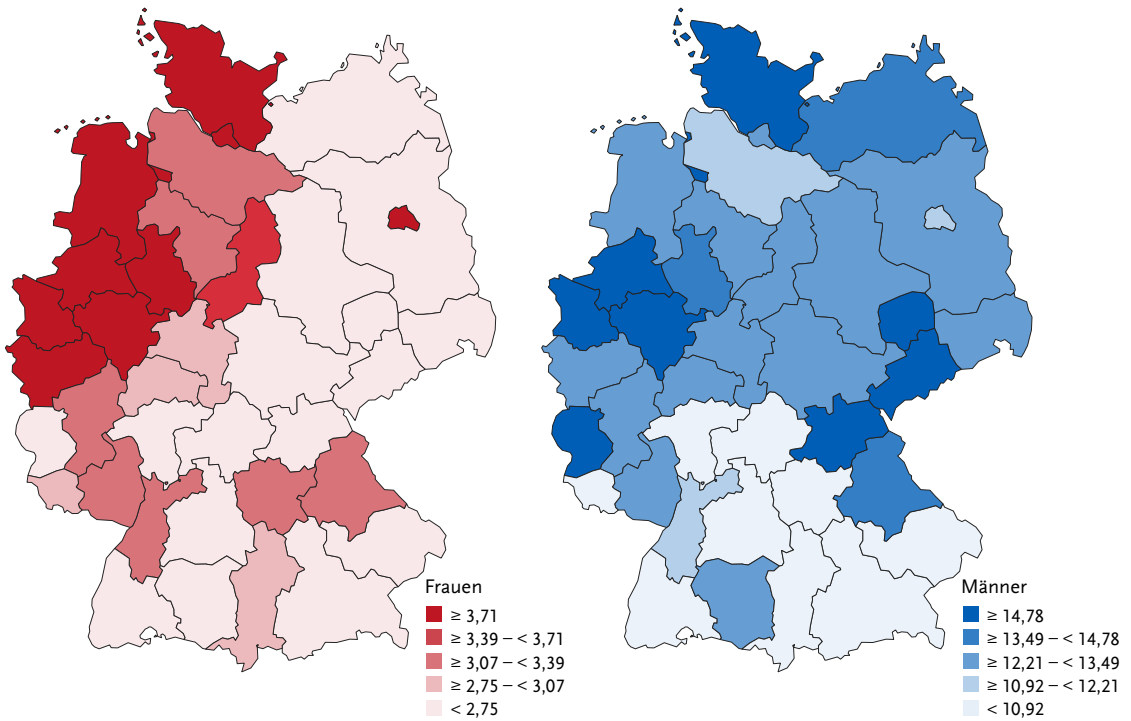 Frauen
≥ 3,71
≥ 3,39 – < 3,71
≥ 3,07 – < 3,39
≥ 2,75 – < 3,07
< 2,75
Männer
≥ 14,78
≥ 13,49 – < 14,78
≥ 12,21 – < 13,49
≥ 10,92 – < 12,21
< 10,92